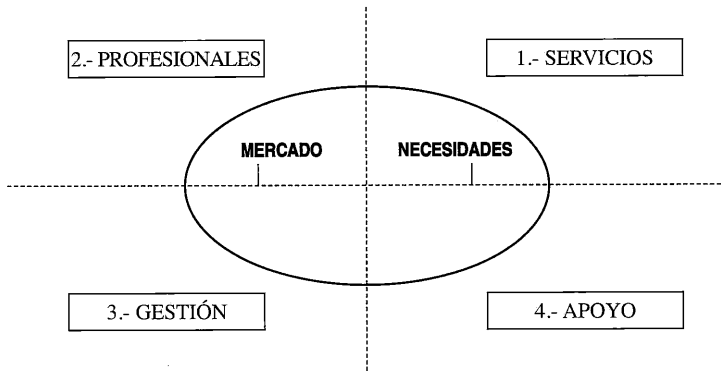 2.- PROFESIONALES
1.- SERVICIOS
MERCADO
NECESIDADES
3.- GESTIÓN
4.- APOYO